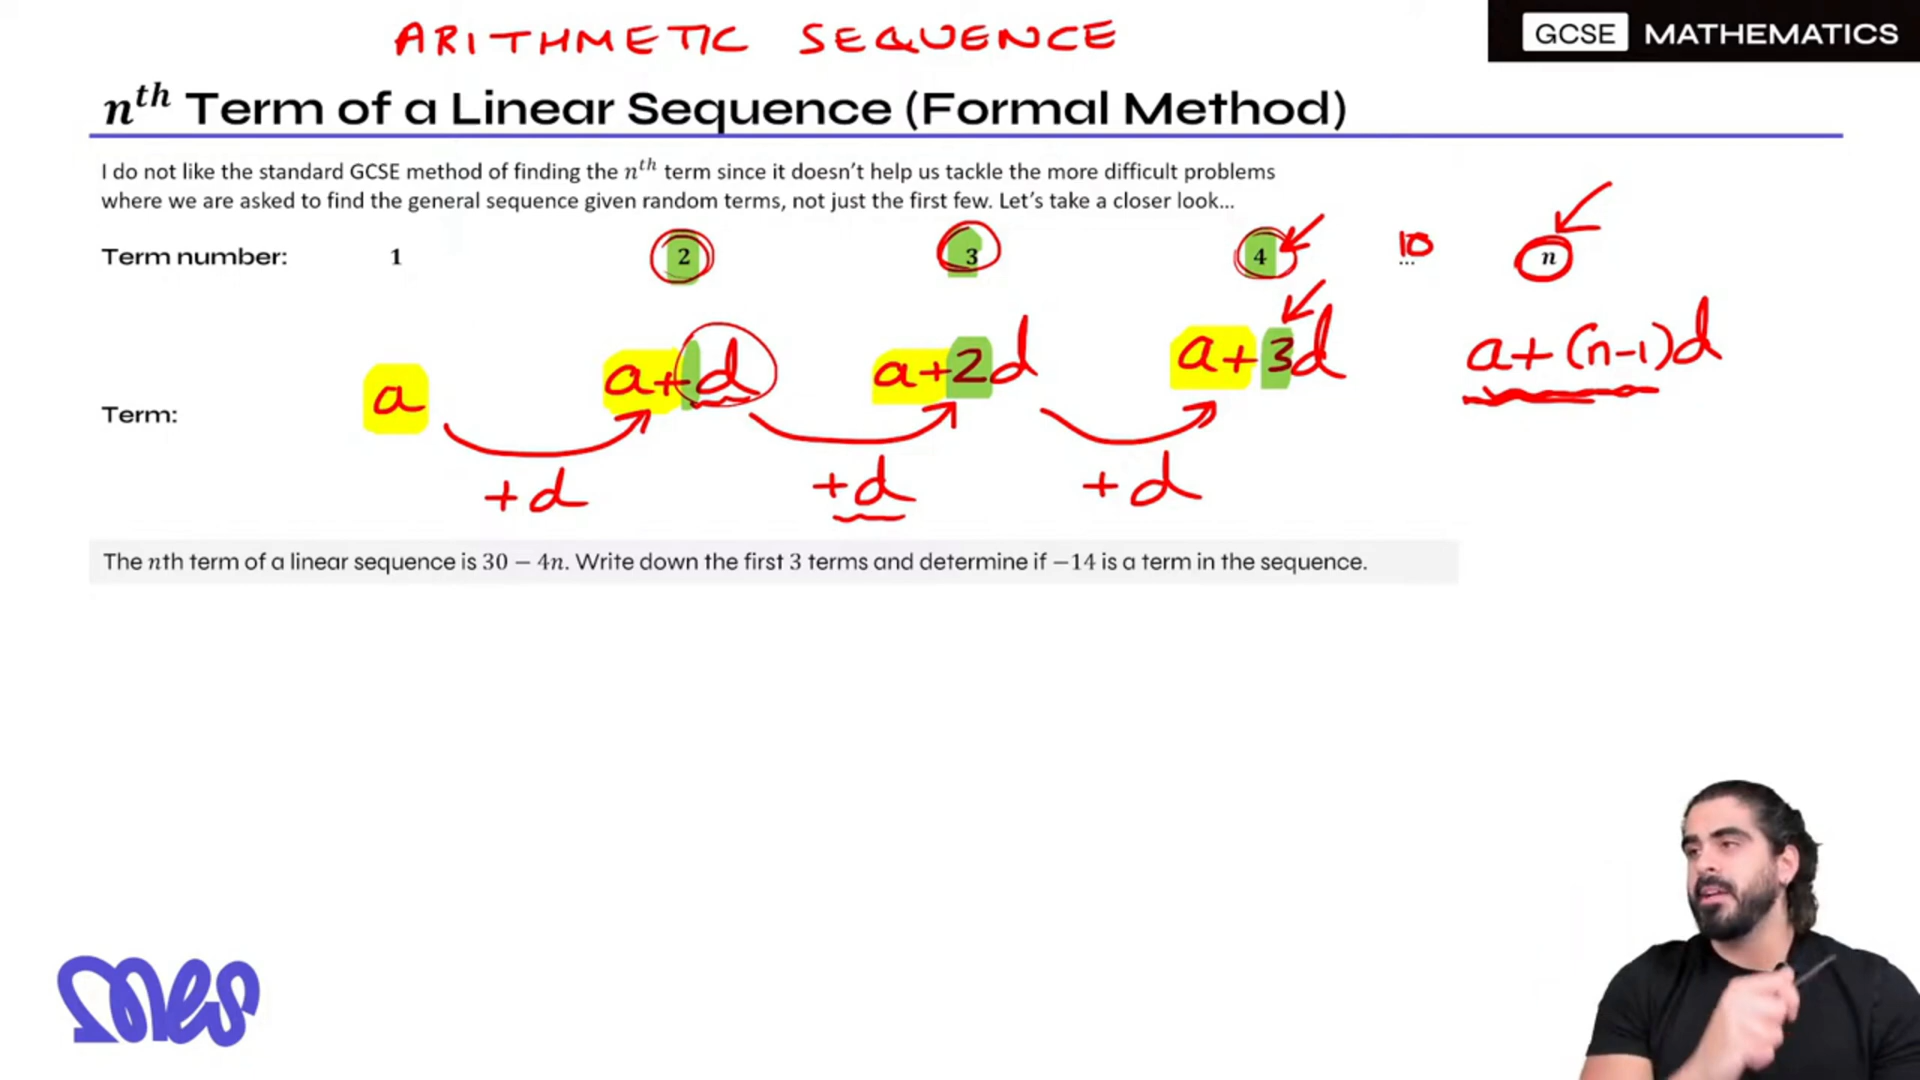 ARITHMETIC SEQUENCE
GCSE MATHEMATICS
nth Term of a Linear Sequence (Formal Method)
I do not like the standard GCSE method of finding the nth term since it doesn't help us tackle the more difficult problems
where we are asked to find the general sequence given random terms, not just the first few. Let's take a closer look...
Term number: 1 2 3 4 10 ... n
Term: a a+d a+2d a+3d a+(n-1)d
+d +d +d
The nth term of a linear sequence is 30 − 4n. Write down the first 3 terms and determine if −14 is a term in the sequence.
mes